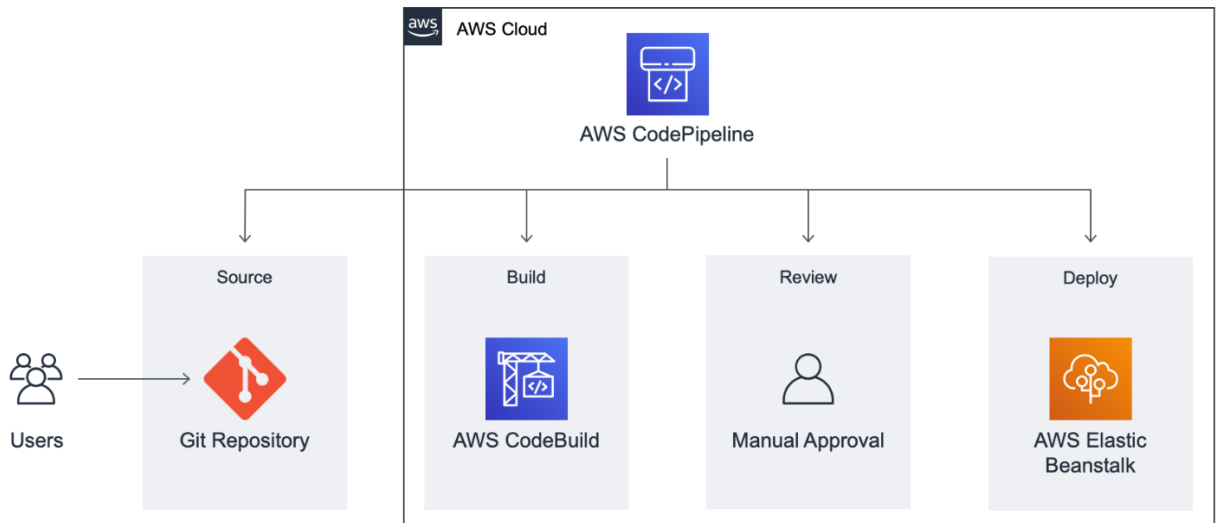 aws
AWS Cloud
</>
AWS CodePipeline
Source
Build
Review
Deploy
</>
Users
Git Repository
AWS CodeBuild
Manual Approval
AWS Elastic
Beanstalk